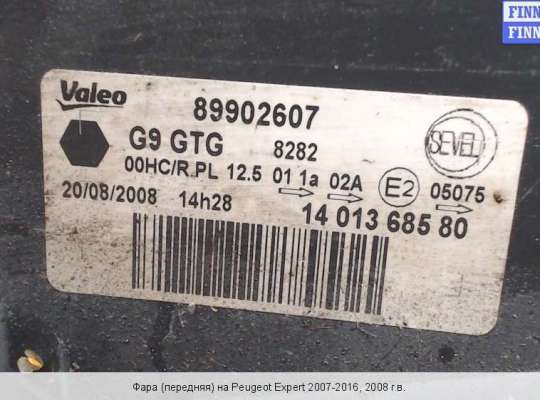 FINN
FINN
Valeo
89902607
SEVEL
G9 GTG 8282
00HC/R.PL 12.5 01 1a 02A E2 05075
20/08/2008 14h28 14 013 685 80
Фара (передняя) на Peugeot Expert 2007-2016, 2008 г.в.